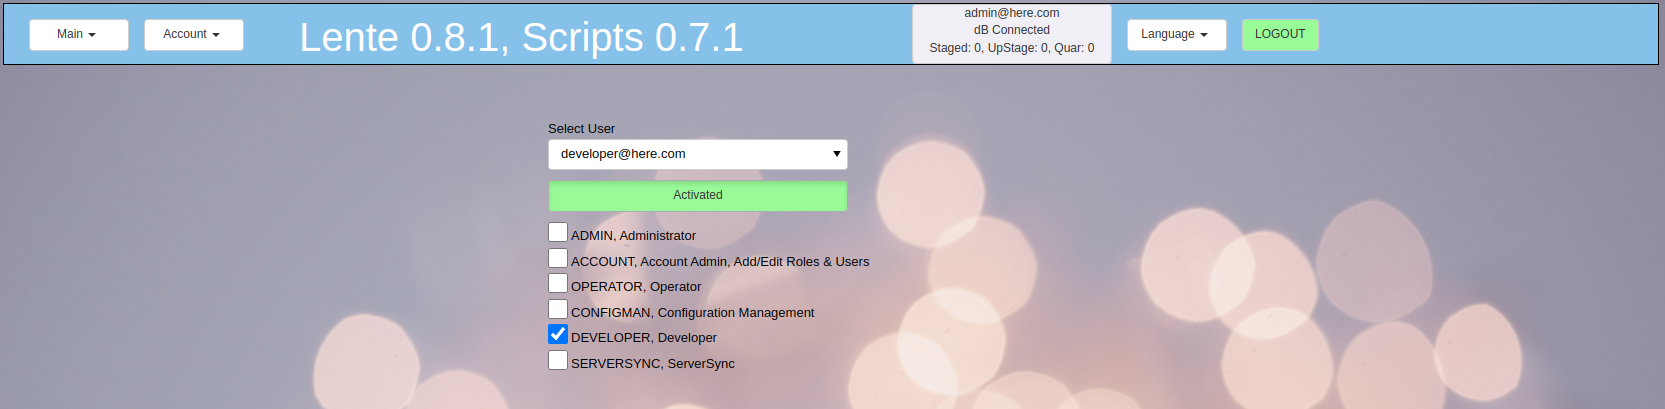 Main
Account
Lente 0.8.1, Scripts 0.7.1
admin@here.com
dB Connected
Staged: 0, UpStage: 0, Quar: 0
Language
LOGOUT
Select User
developer@here.com
Activated
ADMIN, Administrator
ACCOUNT, Account Admin, Add/Edit Roles & Users
OPERATOR, Operator
CONFIGMAN, Configuration Management
DEVELOPER, Developer
SERVERSYNC, ServerSync